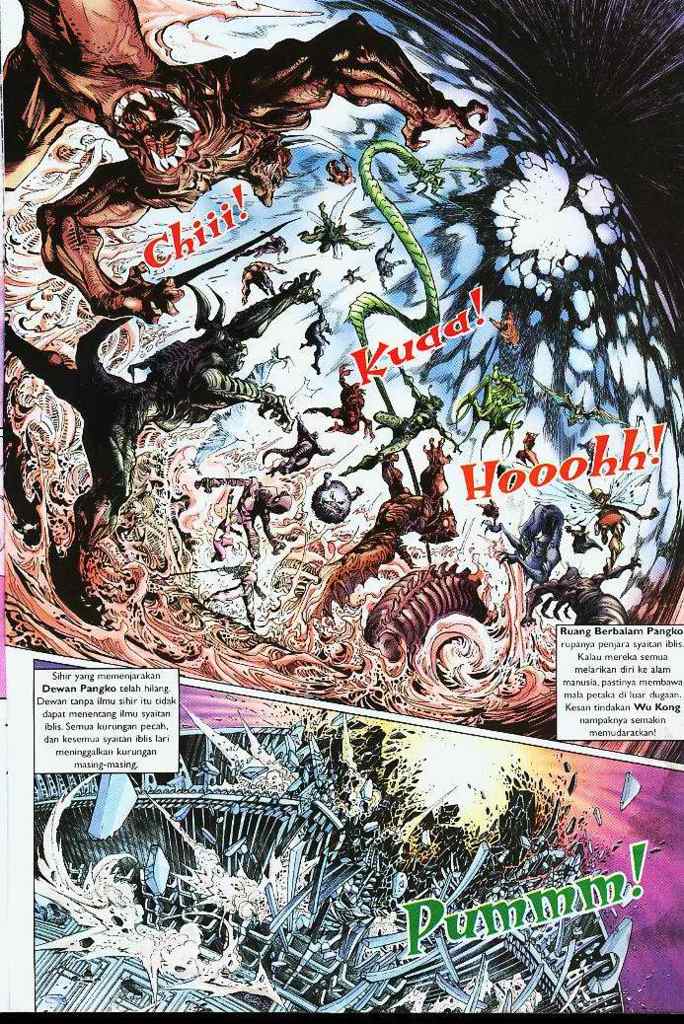 Chiii!
Kuaa!
Hooohh!
Ruang Berbalam Pangko
rupanya penjara syaitan iblis.
Kalau mereka semua
melarikan diri ke alam
manusia, pastinya membawa
mala petaka di luar dugaan.
Kesan tindakan Wu Kong
nampaknya semakin
memudaratkan!
Sihir yang memenjarakan
Dewan Pangko telah hilang.
Dewan tanpa ilmu sihir itu tidak
dapat menentang ilmu syaitan
iblis. Semua kurungan pecah,
dan kesemua syaitan iblis lari
meninggalkan kurungan
masing-masing.
Pummm!